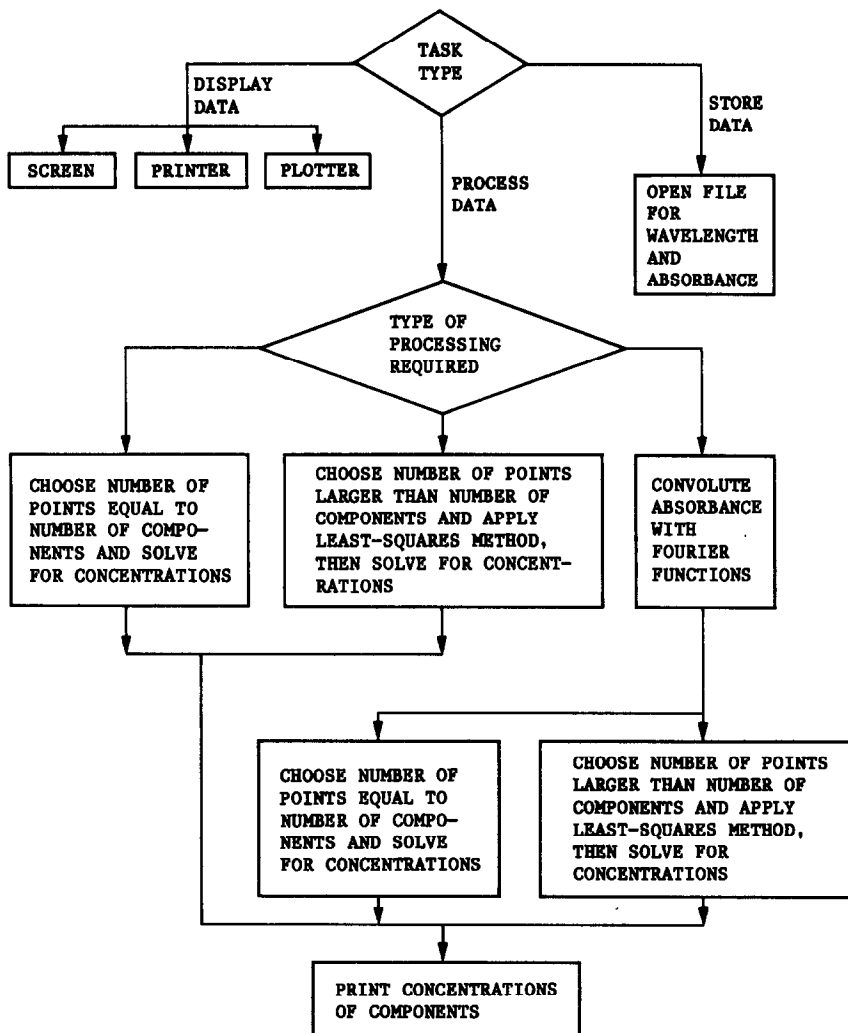 TASK
TYPE
DISPLAY
DATA
STORE
DATA
SCREEN
PRINTER
PLOTTER
PROCESS
DATA
OPEN FILE
FOR
WAVELENGTH
AND
ABSORBANCE
TYPE OF
PROCESSING
REQUIRED
CHOOSE NUMBER OF
POINTS EQUAL TO
NUMBER OF COMPO-
NENTS AND SOLVE
FOR CONCENTRATIONS
CHOOSE NUMBER OF POINTS
LARGER THAN NUMBER OF
COMPONENTS AND APPLY
LEAST-SQUARES METHOD,
THEN SOLVE FOR CONCENT-
RATIONS
CONVOLUTE
ABSORBANCE
WITH
FOURIER
FUNCTIONS
CHOOSE NUMBER OF
POINTS EQUAL TO
NUMBER OF COMPO-
NENTS AND SOLVE
FOR CONCENTRATIONS
CHOOSE NUMBER OF POINTS
LARGER THAN NUMBER OF
COMPONENTS AND APPLY
LEAST-SQUARES METHOD,
THEN SOLVE FOR
CONCENTRATIONS
PRINT CONCENTRATIONS
OF COMPONENTS